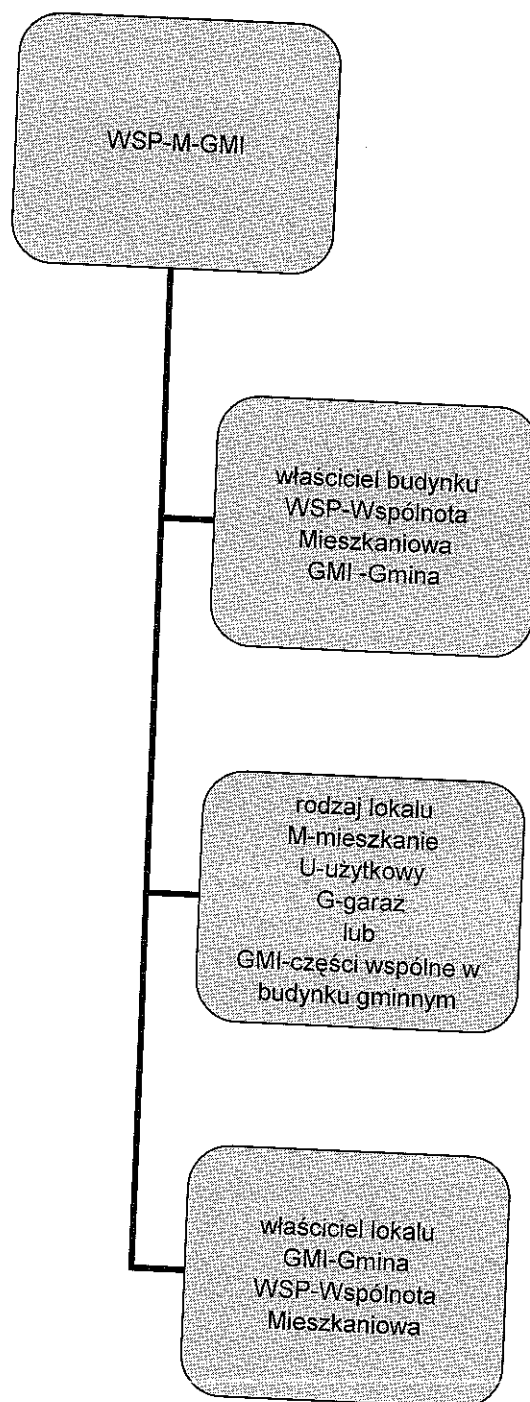 WSP-M-GMI
właściciel budynku
WSP-Wspólnota
Mieszkaniowa
GMI -Gmina
rodzaj lokalu
M-mieszkanie
U-użytkowy
G-garaż
lub
GMI-części wspólne w
budynku gminnym
właściciel lokalu
GMI-Gmina
WSP-Wspólnota
Mieszkaniowa